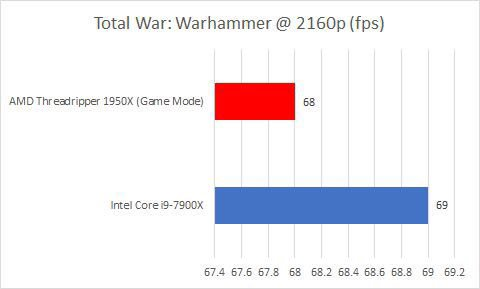 Total War: Warhammer @ 2160p (fps)
AMD Threadripper 1950X (Game Mode)
68
Intel Core i9-7900X
69
67.4 67.6 67.8 68 68.2 68.4 68.6 68.8 69 69.2